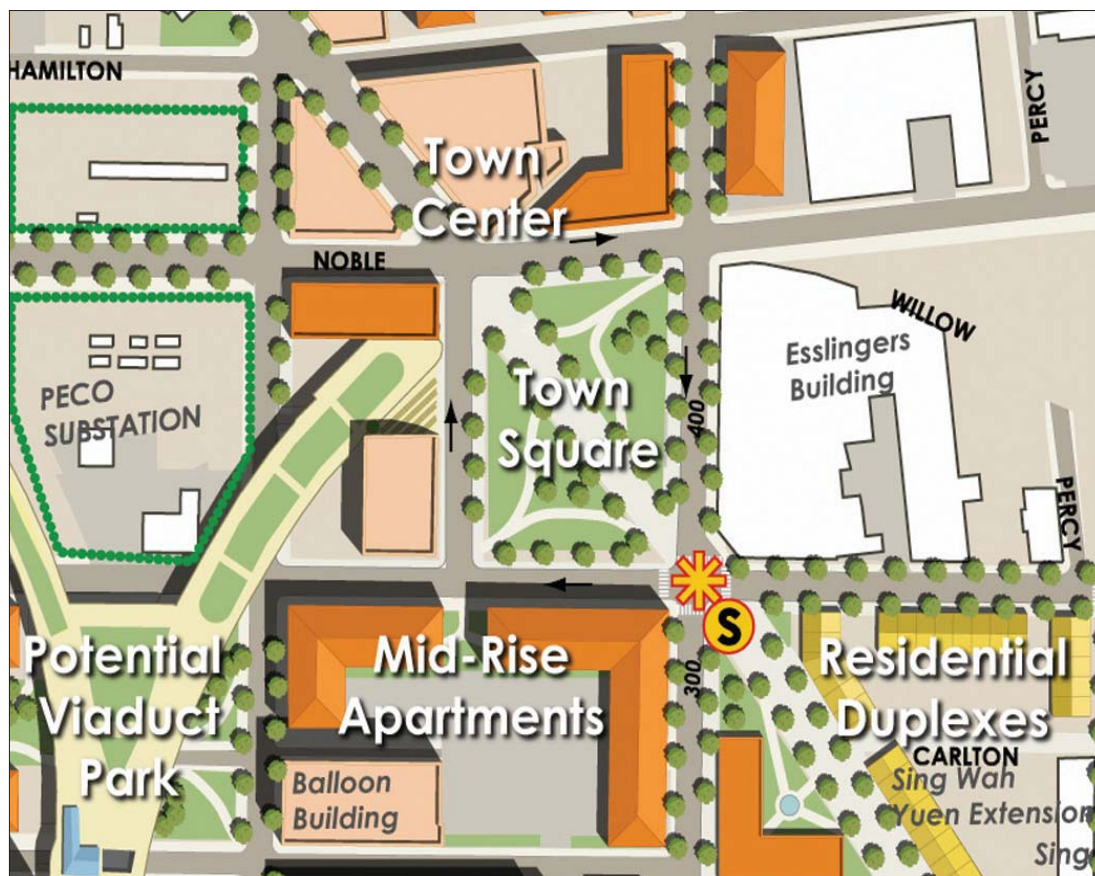 HAMILTON
PERCY
Town
Center
NOBLE
WILLOW
Esslingers
Building
PECO
SUBSTATION
Town
Square
400
PERCY
S
300
Potential
Viaduct
Park
Mid-Rise
Apartments
Residential
Duplexes
CARLTON
Balloon
Building
Sing Wah
Yuen Extension
Sing